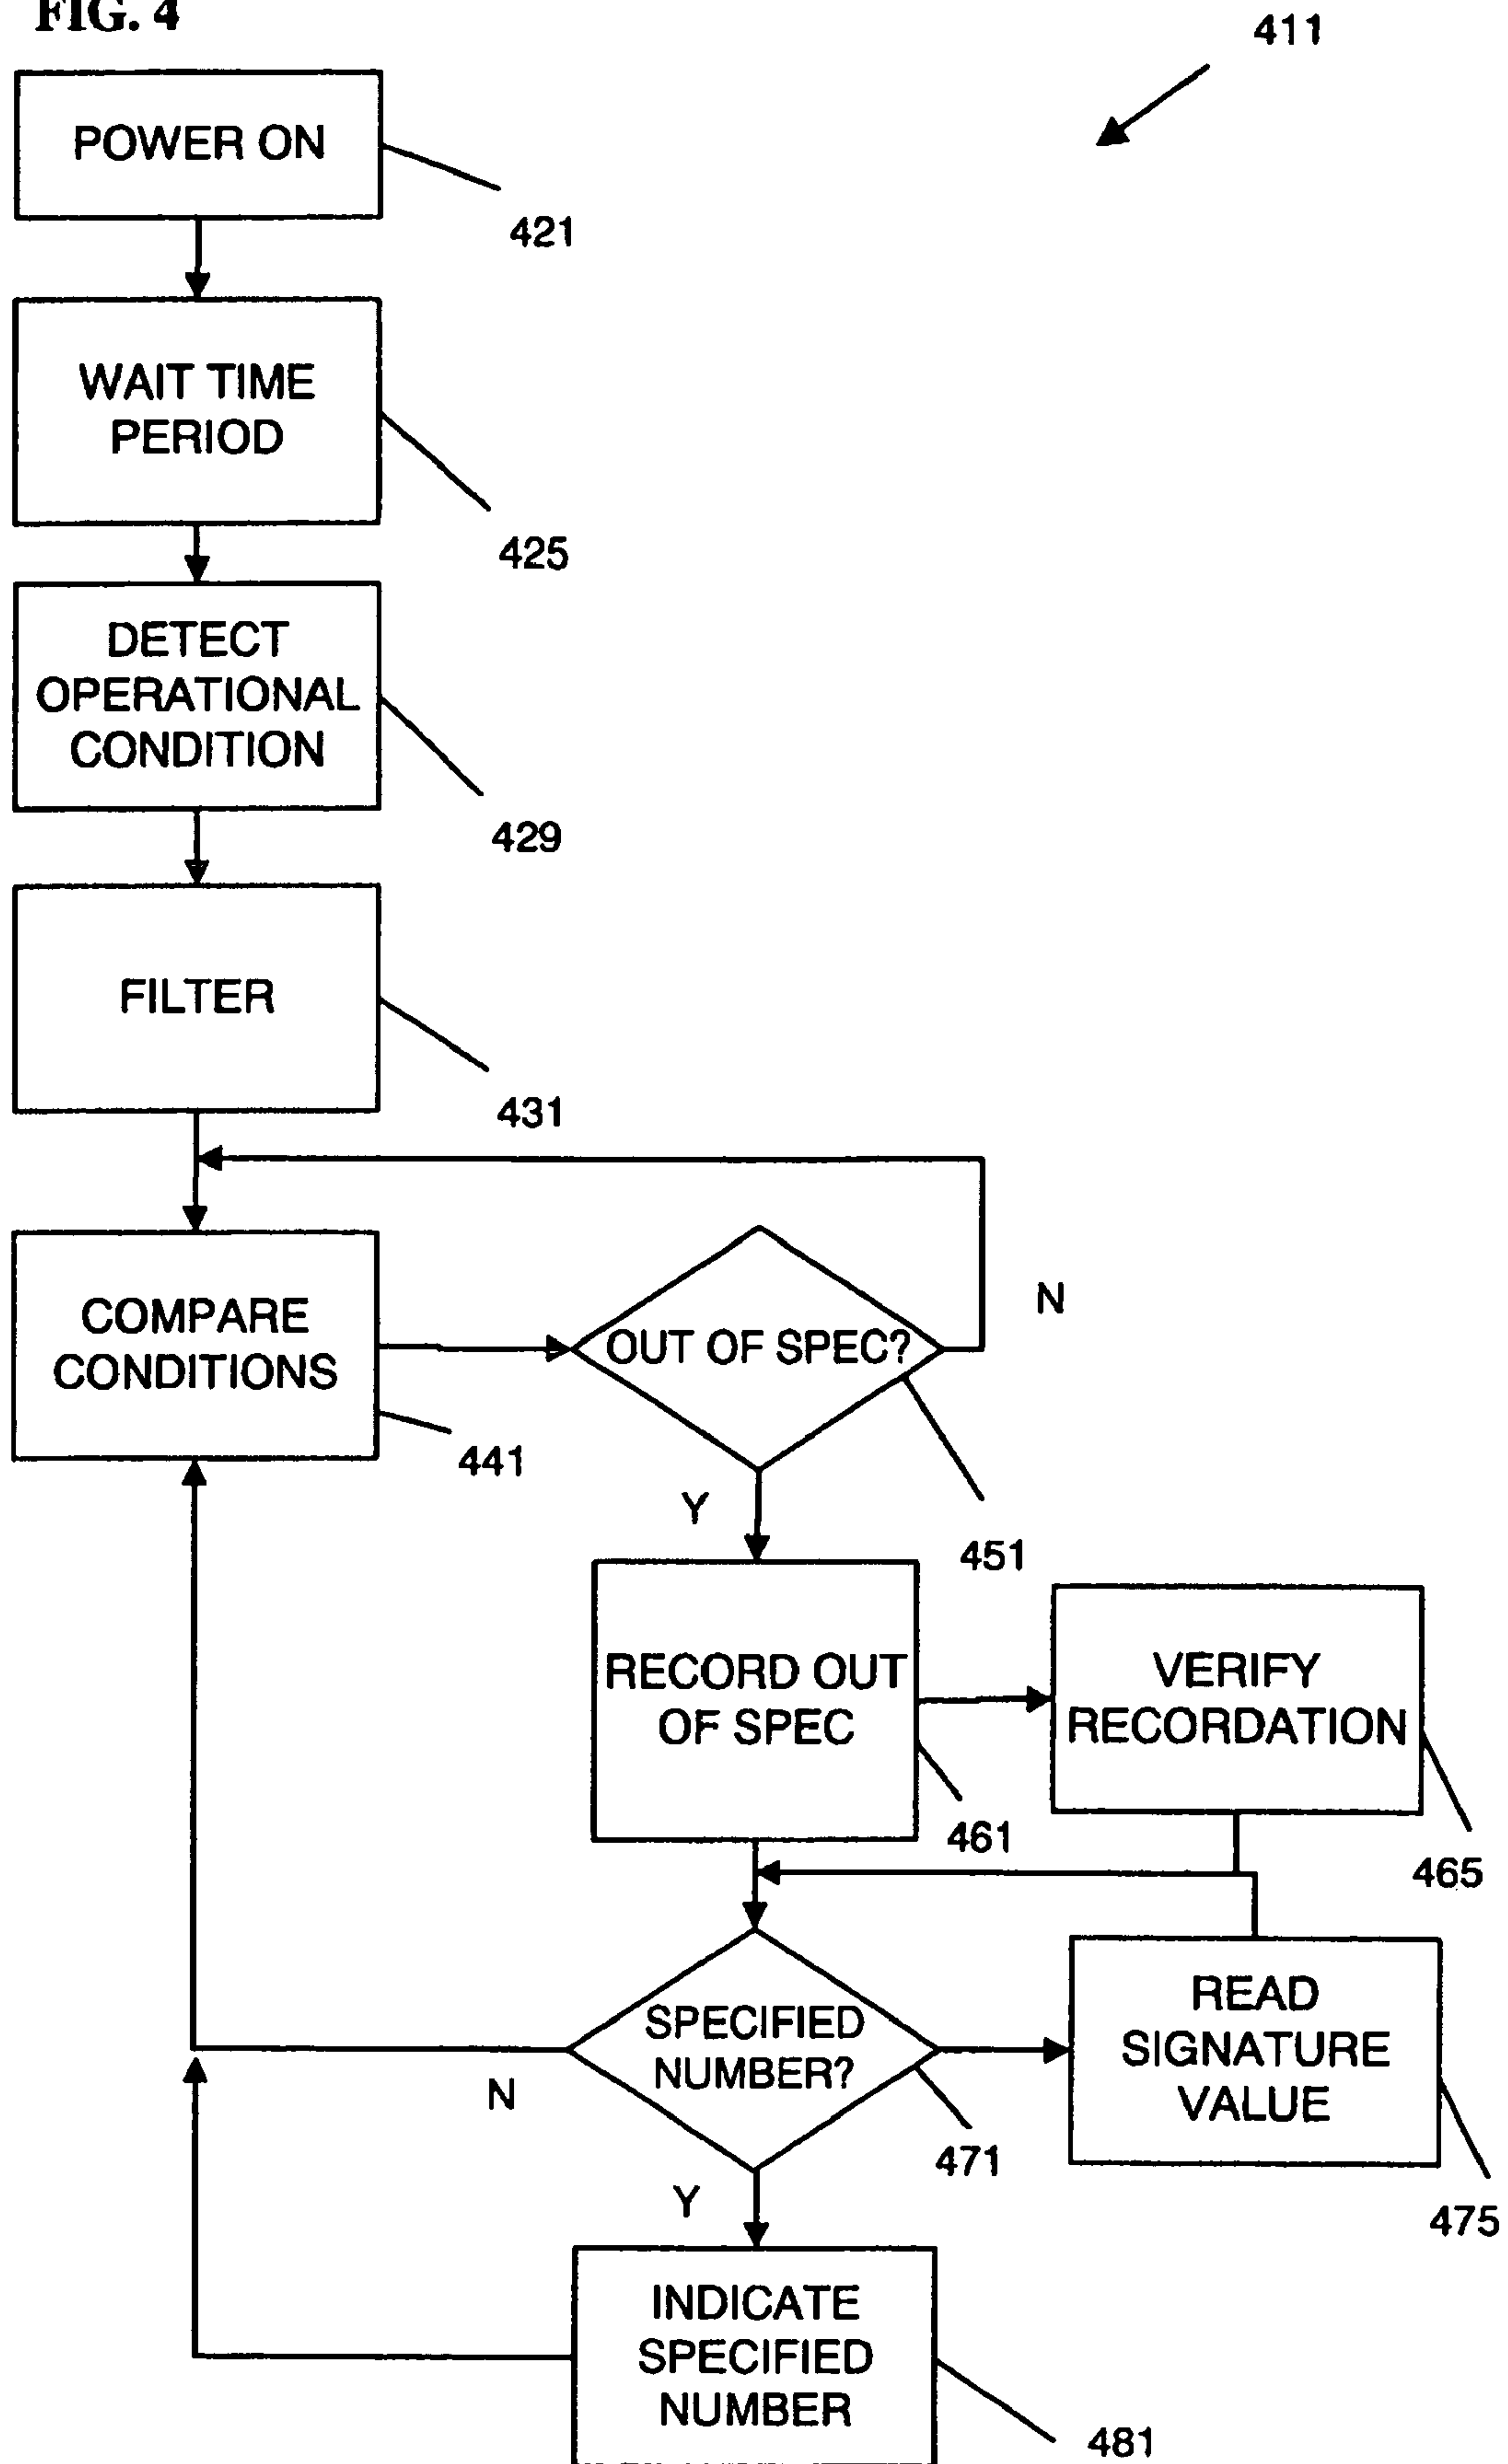 FIG. 4
411
POWER ON
421
WAIT TIME
PERIOD
425
DETECT
OPERATIONAL
CONDITION
429
FILTER
431
COMPARE
CONDITIONS
441
OUT OF SPEC?
N
Y
451
RECORD OUT
OF SPEC
461
VERIFY
RECORDATION
465
SPECIFIED
NUMBER?
N
471
Y
READ
SIGNATURE
VALUE
475
INDICATE
SPECIFIED
NUMBER
481